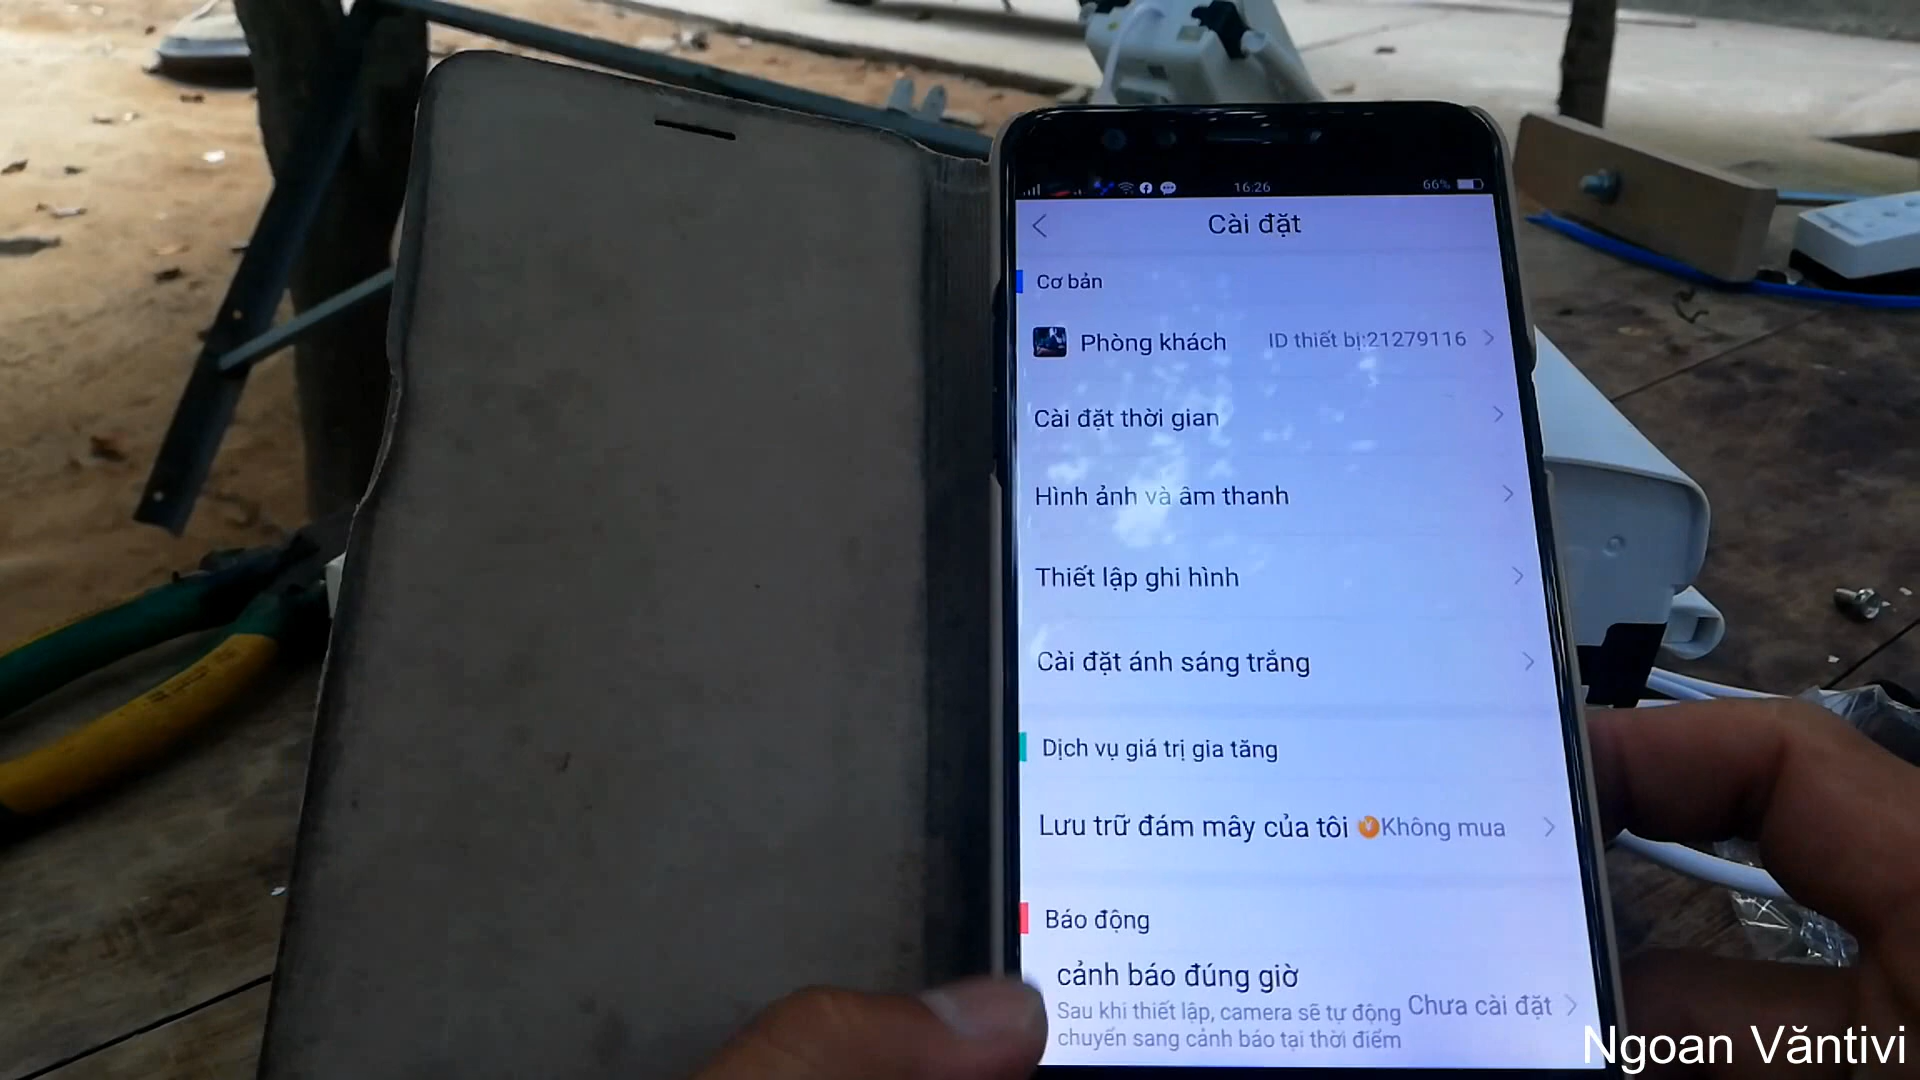 16:26
66%
Cài đặt
Cơ bản
Phòng khách ID thiết bị:21279116
Cài đặt thời gian
Hình ảnh và âm thanh
Thiết lập ghi hình
Cài đặt ánh sáng trắng
Dịch vụ giá trị gia tăng
Lưu trữ đám mây của tôi Không mua
Báo động
cảnh báo đúng giờ
Sau khi thiết lập, camera sẽ tự động
chuyển sang cảnh báo tại thời điểm
Chưa cài đặt
Ngoan Văntivi